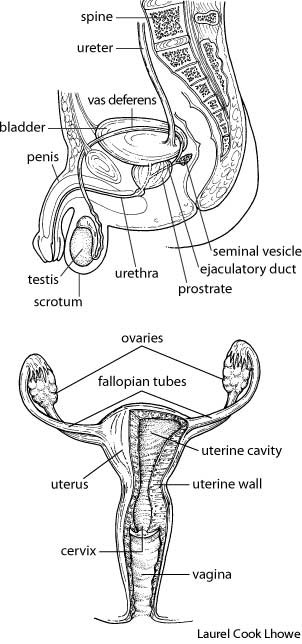 spine
ureter
vas deferens
bladder
penis
seminal vesicle
ejaculatory duct
urethra
testis
prostrate
scrotum
ovaries
fallopian tubes
uterine cavity
uterus
uterine wall
cervix
vagina
Laurel Cook Lhowe